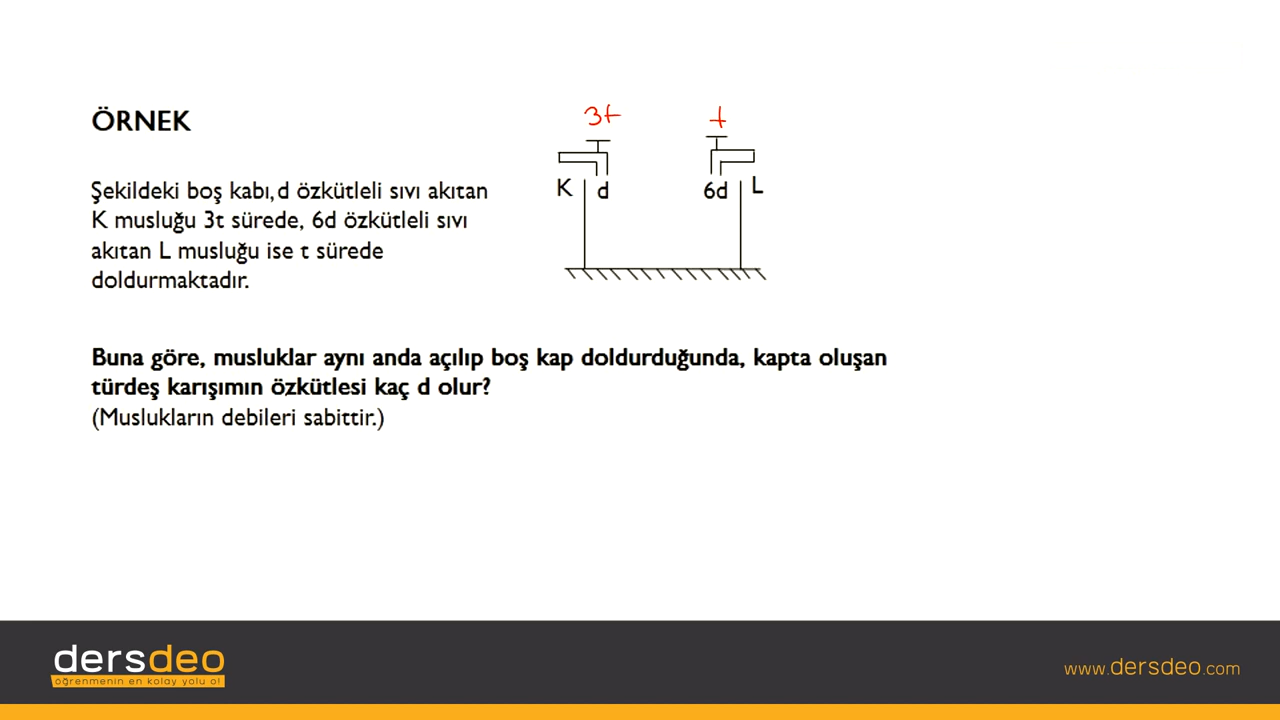 ÖRNEK
3t
t
Şekildeki boş kabı, d özkütleli sıvı akıtan
K musluğu 3t sürede, 6d özkütleli sıvı
akıtan L musluğu ise t sürede
doldurmaktadır.
K d 6d L
Buna göre, musluklar aynı anda açılıp boş kap doldurduğunda, kapta oluşan
türdeş karışımın özkütlesi kaç d olur?
(Muslukların debileri sabittir.)
dersdeo
öğrenmenin en kolay yolu o!
www.dersdeo.com